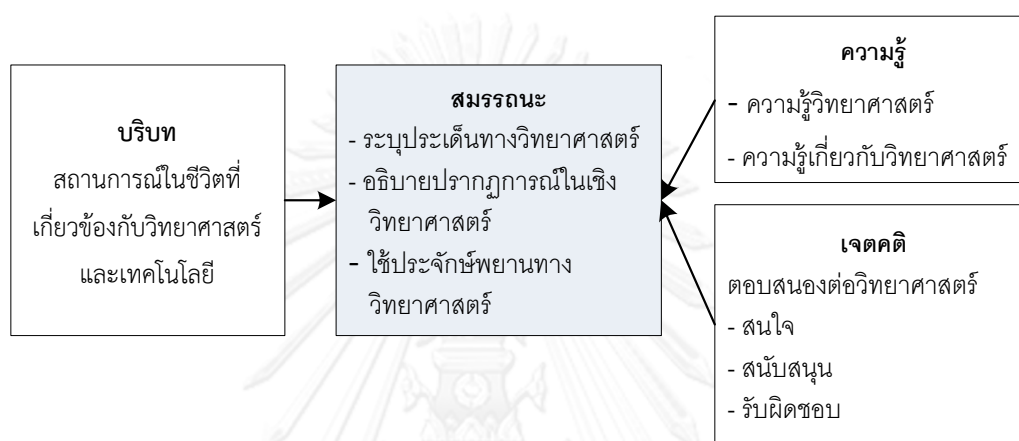 บริบท
สถานการณ์ในชีวิตที่
เกี่ยวข้องกับวิทยาศาสตร์
และเทคโนโลยี
สมรรถนะ
- ระบุประเด็นทางวิทยาศาสตร์
- อธิบายปรากฏการณ์ในเชิง
วิทยาศาสตร์
- ใช้ประจักษ์พยานทาง
วิทยาศาสตร์
ความรู้
- ความรู้วิทยาศาสตร์
- ความรู้เกี่ยวกับวิทยาศาสตร์
เจตคติ
ตอบสนองต่อวิทยาศาสตร์
- สนใจ
- สนับสนุน
- รับผิดชอบ